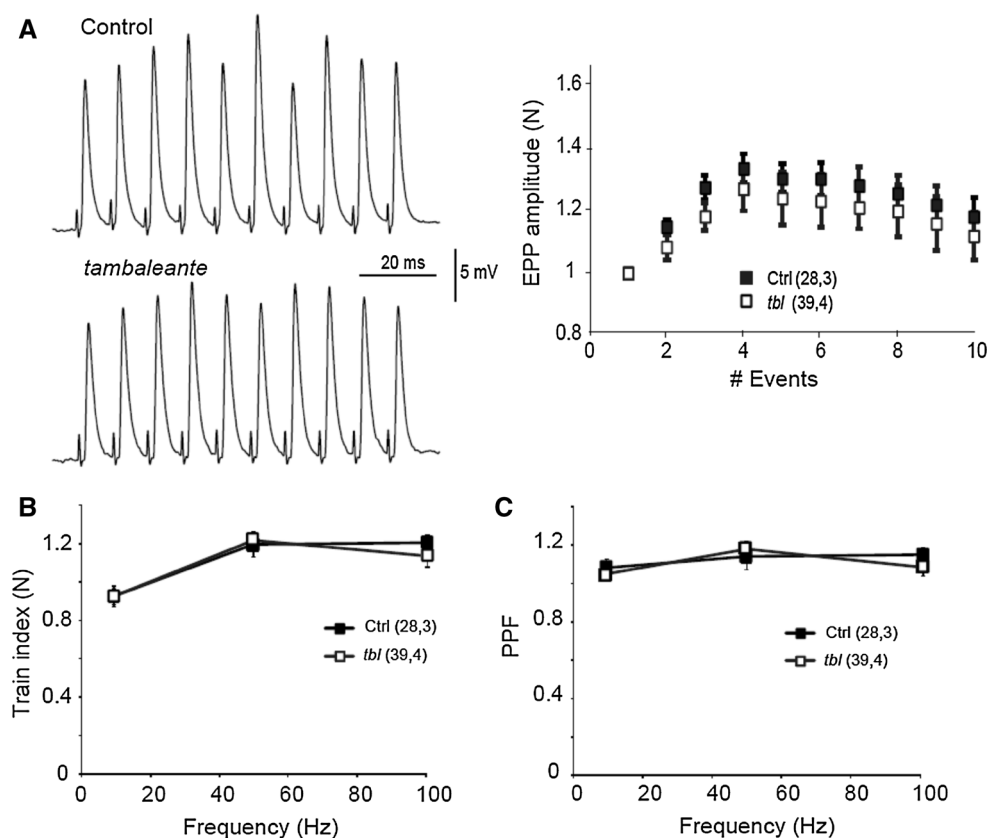 A
Control
tambaleante
20 ms
5 mV
EPP amplitude (N)
1.6
1.4
1.2
1
0.8
Ctrl (28,3)
tbl (39,4)
0 2 4 6 8 10
# Events
B
Train index (N)
1.2
0.8
0.4
0
Ctrl (28,3)
tbl (39,4)
0 20 40 60 80 100
Frequency (Hz)
C
PPF
1.2
0.8
0.4
0
Ctrl (28,3)
tbl (39,4)
0 20 40 60 80 100
Frequency (Hz)